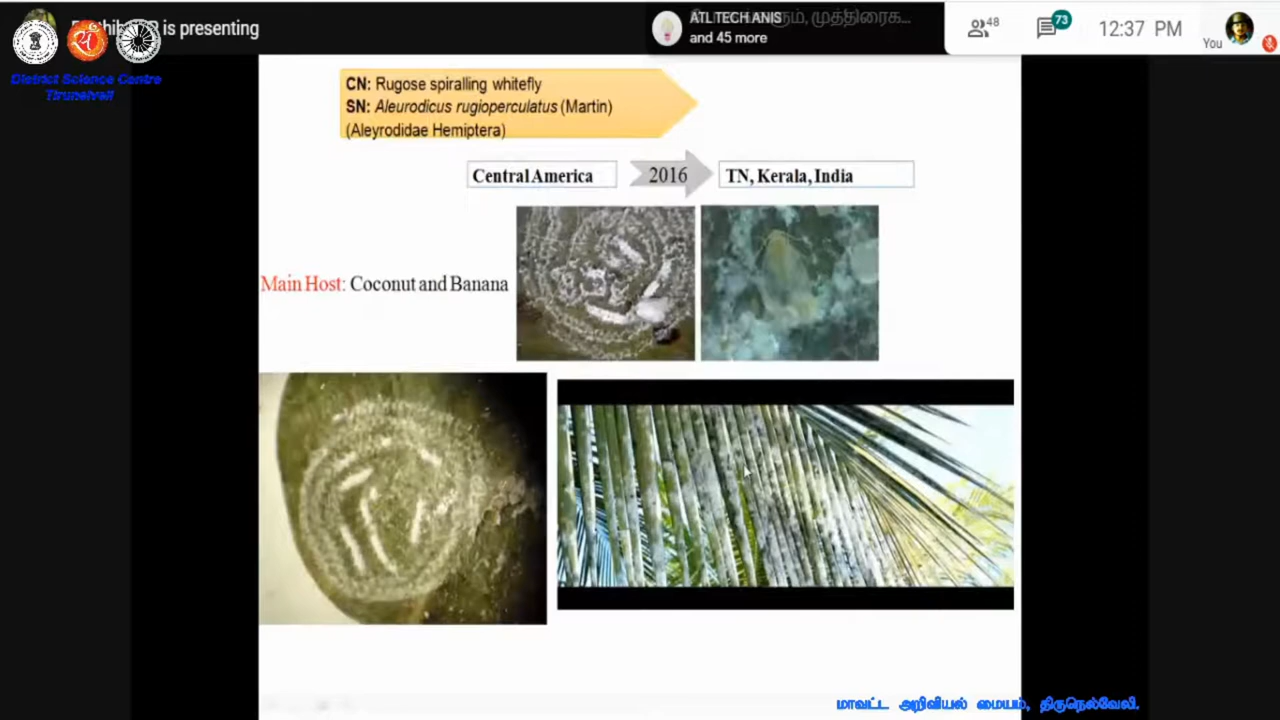 is presenting
ATL TECH ANIS
and 45 more
48
73
12:37 PM
You
District Science Centre
Tirunelveli
CN: Rugose spiralling whitefly
SN: Aleurodicus rugioperculatus (Martin)
(Aleyrodidae Hemiptera)
Central America
2016
TN, Kerala, India
Main Host: Coconut and Banana
மாவட்ட அறிவியல் மையம், திருநெல்வேலி.